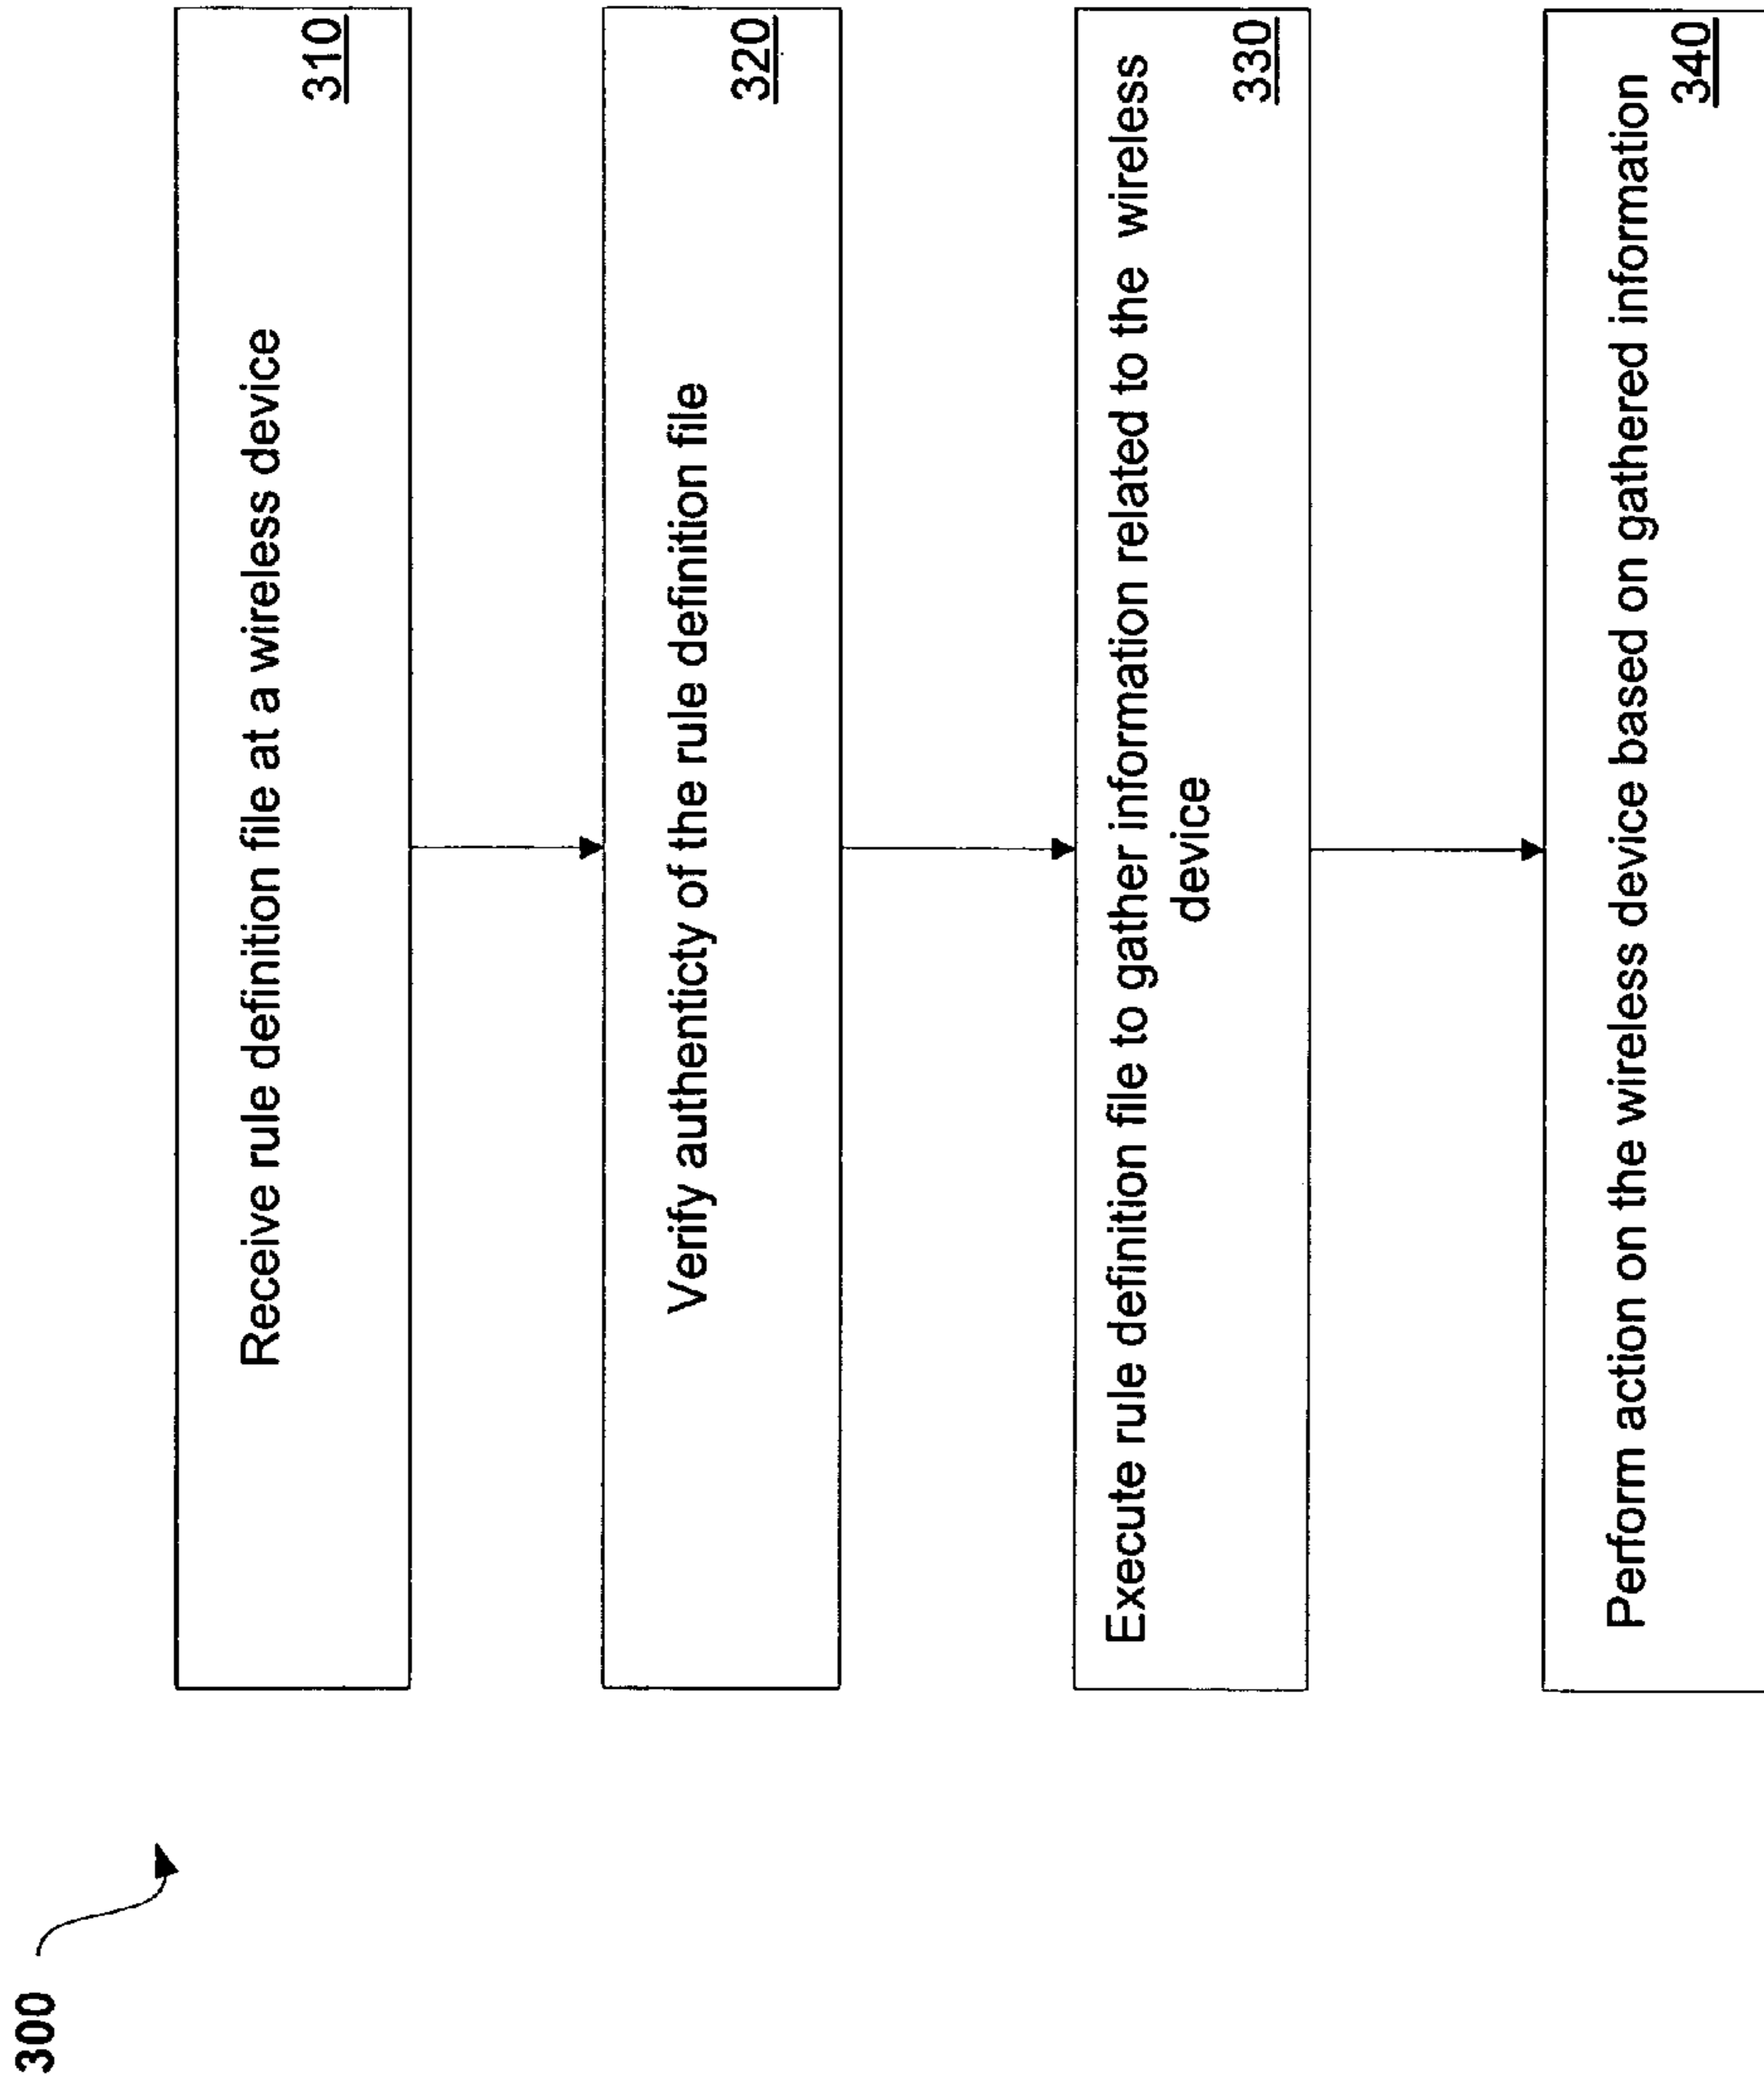 300
Receive rule definition file at a wireless device
310
Verify authenticty of the rule definition file
320
Execute rule definition file to gather information related to the wireless
device
330
Perform action on the wireless device based on gathered information
340